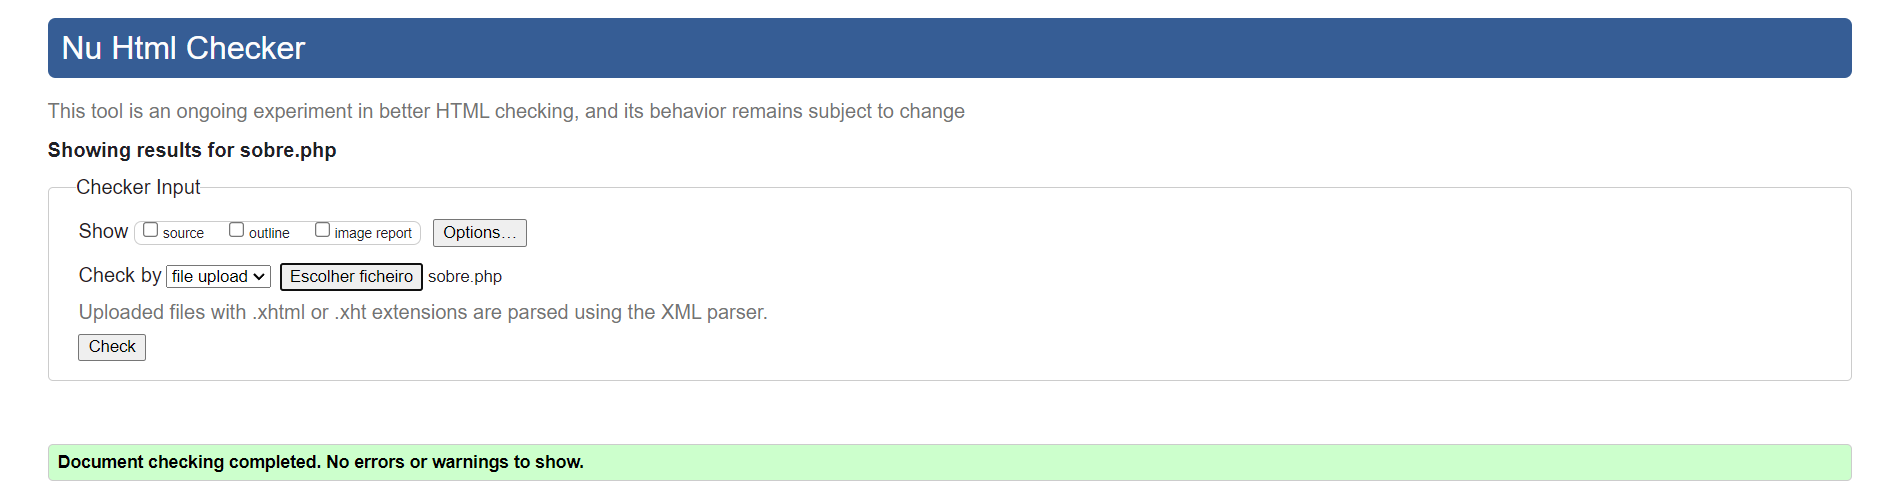 Nu Html Checker
This tool is an ongoing experiment in better HTML checking, and its behavior remains subject to change
Showing results for sobre.php
Checker Input
Show source outline image report Options...
Check by file upload Escolher ficheiro sobre.php
Uploaded files with .xhtml or .xht extensions are parsed using the XML parser.
Check
Document checking completed. No errors or warnings to show.